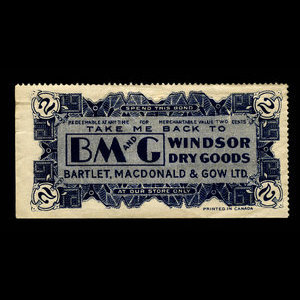 SPEND THIS BOND
REDEEMABLE AT ANY TIME FOR MERCHANTABLE VALUE TWO CENTS
TAKE ME BACK TO
BM AND G WINDSOR
DRY GOODS
BARTLET, MACDONALD & GOW LTD.
AT OUR STORE ONLY
PRINTED IN CANADA
2 2
2 2